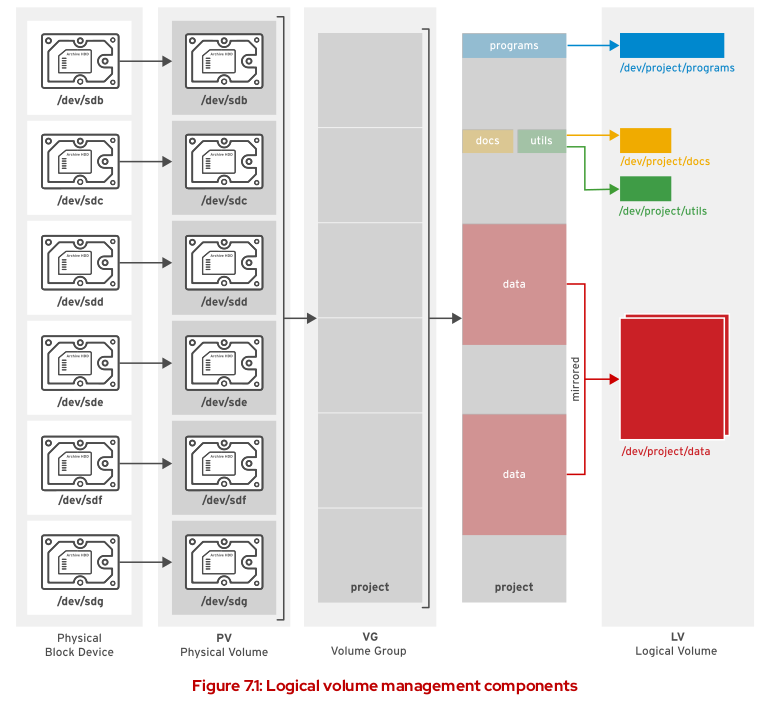 Archive HDD
/dev/sdb
Archive HDD
/dev/sdb
programs
/dev/project/programs
Archive HDD
/dev/sdc
Archive HDD
/dev/sdc
docs
utils
/dev/project/docs
/dev/project/utils
Archive HDD
/dev/sdd
Archive HDD
/dev/sdd
data
Archive HDD
/dev/sde
Archive HDD
/dev/sde
mirrored
/dev/project/data
Archive HDD
/dev/sdf
Archive HDD
/dev/sdf
data
Archive HDD
/dev/sdg
Archive HDD
/dev/sdg
project
project
Physical
Block Device
PV
Physical Volume
VG
Volume Group
LV
Logical Volume
Figure 7.1: Logical volume management components